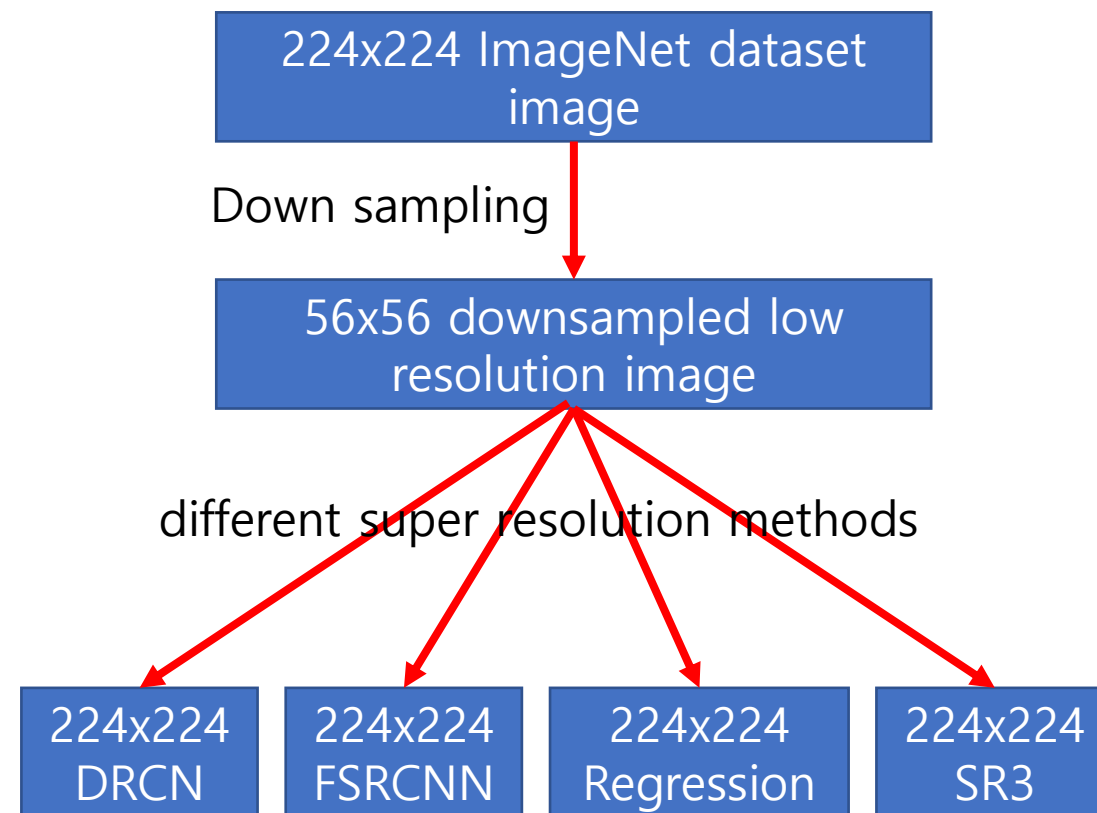 224x224 ImageNet dataset
image
Down sampling
56x56 downsampled low
resolution image
different super resolution methods
224x224
DRCN
224x224
FSRCNN
224x224
Regression
224x224
SR3